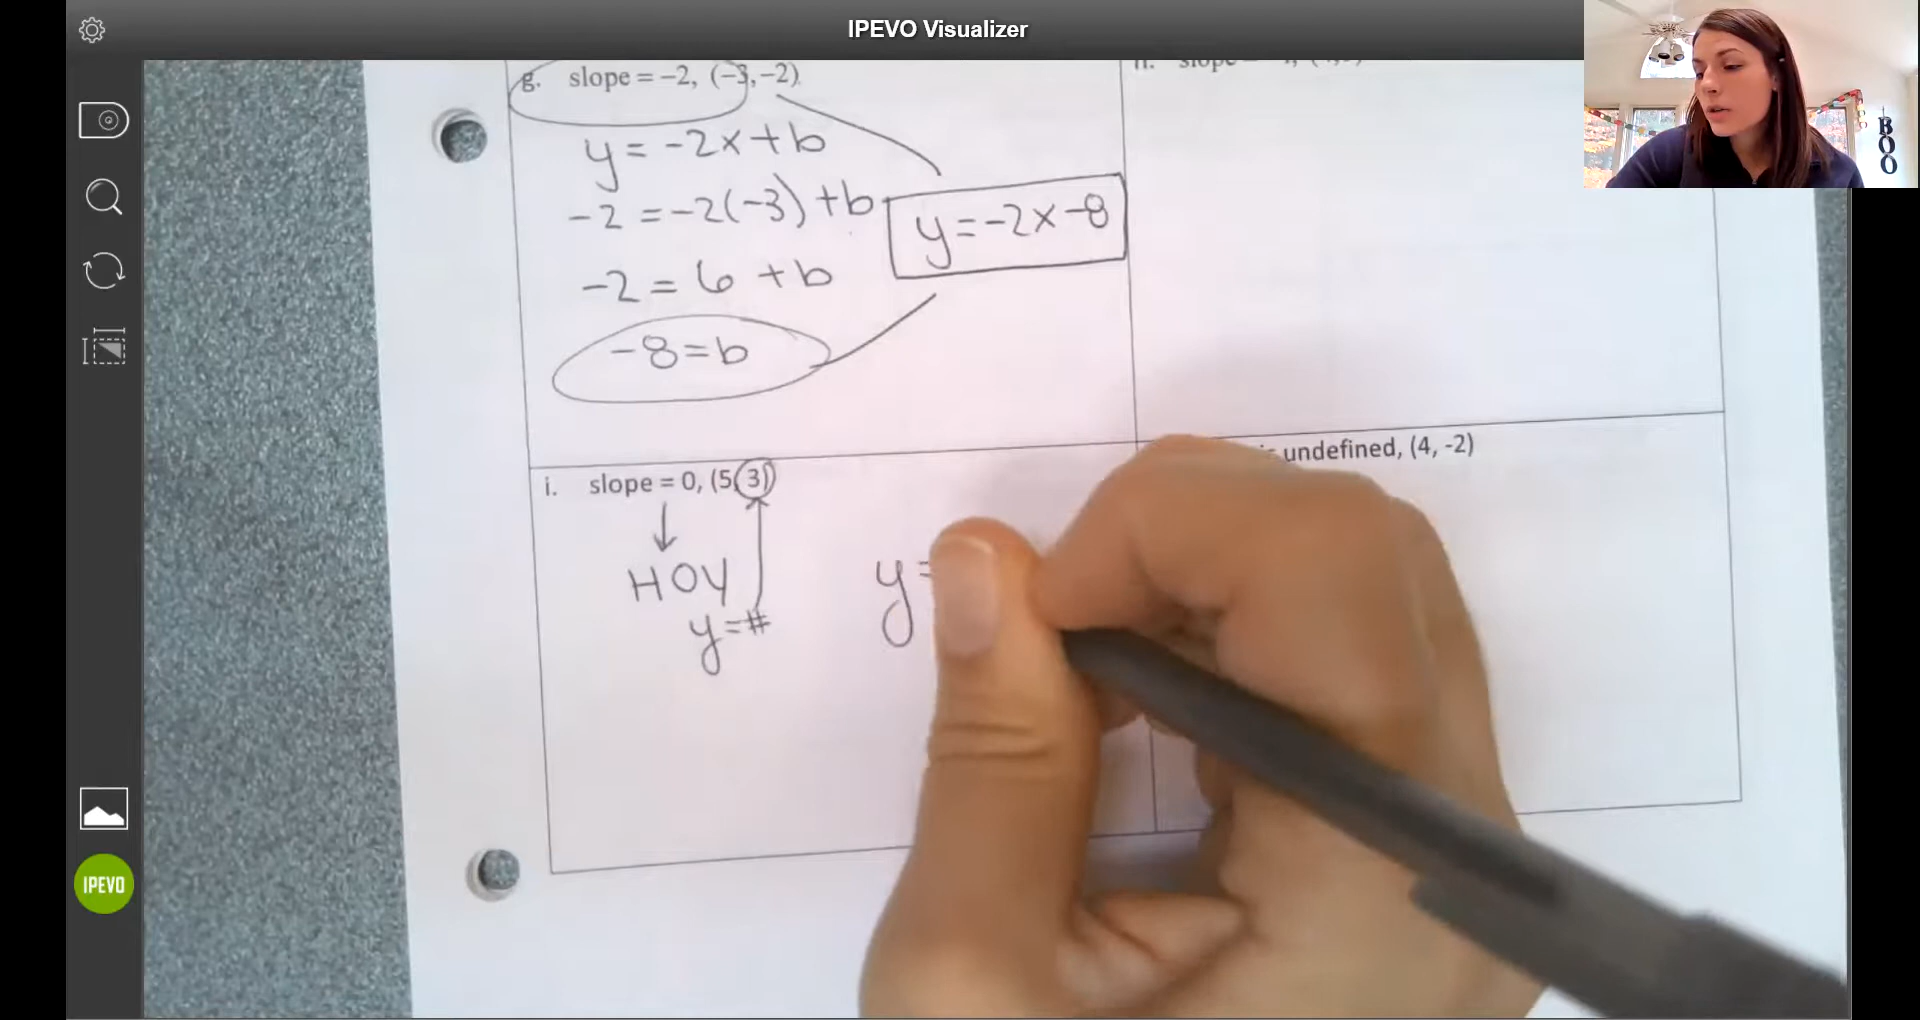 IPEVO Visualizer
g. slope = −2, (−3,−2)
y = -2x + b
-2 = -2(-3) + b
y = -2x - 8
-2 = 6 + b
-8 = b
undefined, (4, -2)
i. slope = 0, (5, 3)
HOY
y = #
y =
BOO
IPEVO